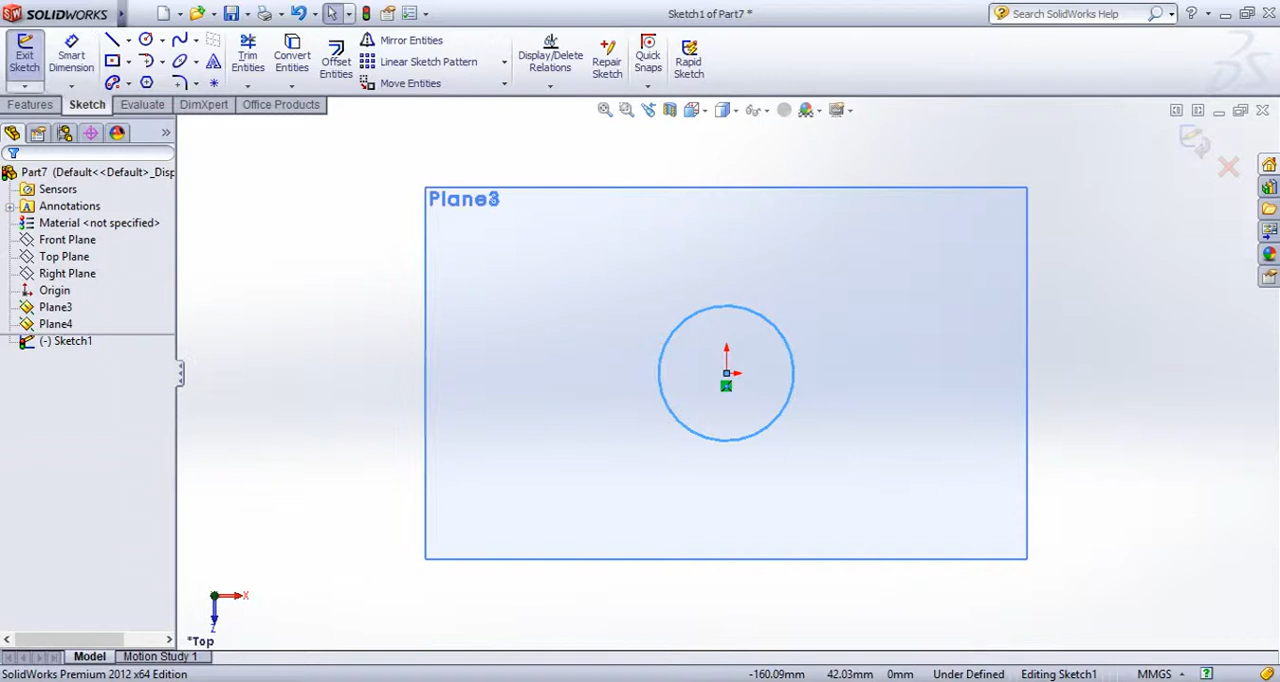 SOLIDWORKS
Sketch1 of Part7 *
Search SolidWorks Help
Exit Sketch
Smart Dimension
Trim Entities
Convert Entities
Offset Entities
Mirror Entities
Linear Sketch Pattern
Move Entities
Display/Delete Relations
Repair Sketch
Quick Snaps
Rapid Sketch
Features
Sketch
Evaluate
DimXpert
Office Products
Part7 (Default<<Default>_Disp
Sensors
Annotations
Material <not specified>
Front Plane
Top Plane
Right Plane
Origin
Plane3
Plane4
(-) Sketch1
Plane3
X
Z
*Top
Model
Motion Study 1
SolidWorks Premium 2012 x64 Edition
-160.09mm
42.03mm
0mm
Under Defined
Editing Sketch1
MMGS